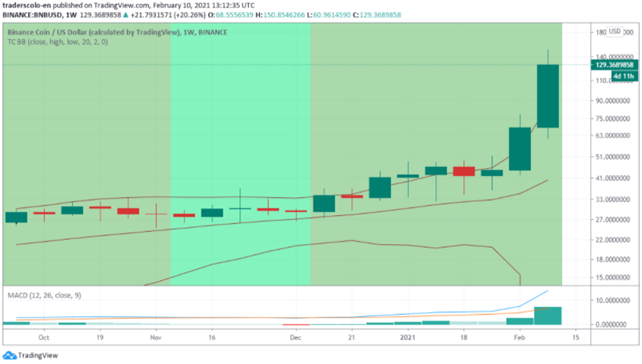 traderscolo-en published on TradingView.com, February 10, 2021 13:12:35 UTC
BINANCE:BNBUSD, 1W 129.3689858 ▲ +21.7931571 (+20.26%) O:68.5556539 H:150.8546266 L:60.9614590 C:129.3689858
Binance Coin / US Dollar (calculated by TradingView), 1W, BINANCE
TC BB (close, high, low, 20, 2, 0)
USD
180.0000000
129.3689858
4d 11h
110.0000000
90.0000000
75.0000000
63.0000000
51.0000000
41.0000000
33.0000000
27.0000000
22.0000000
18.0000000
15.0000000
MACD (12, 26, close, 9)
10.0000000
0.0000000
Oct 19 Nov 16 Dec 21 2021 18 Feb 15
TradingView